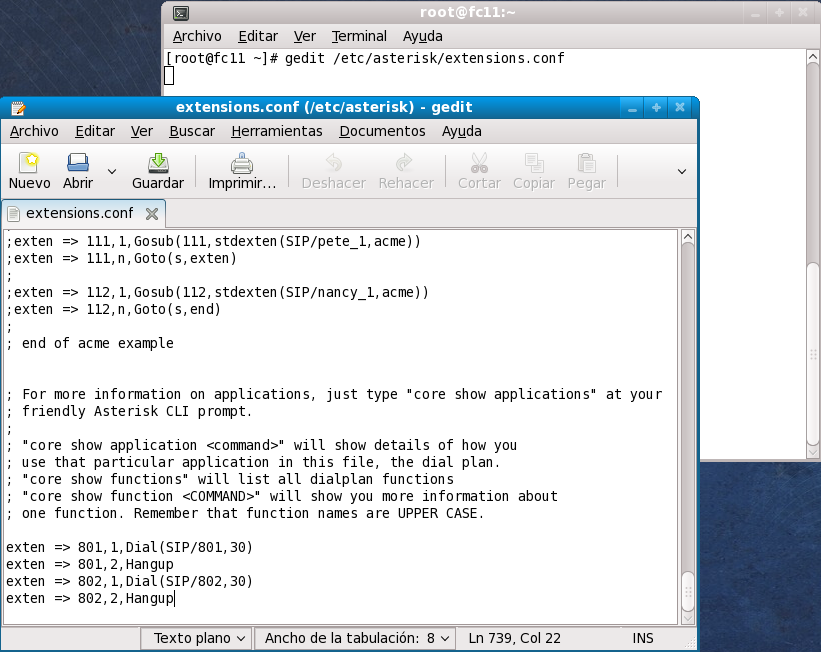 root@fc11:~
Archivo Editar Ver Terminal Ayuda
[root@fc11 ~]# gedit /etc/asterisk/extensions.conf
extensions.conf (/etc/asterisk) - gedit
Archivo Editar Ver Buscar Herramientas Documentos Ayuda
Nuevo Abrir Guardar Imprimir... Deshacer Rehacer Cortar Copiar Pegar
extensions.conf
;exten => 111,1,Gosub(111,stdexten(SIP/pete_1,acme))
;exten => 111,n,Goto(s,exten)
;
;exten => 112,1,Gosub(112,stdexten(SIP/nancy_1,acme))
;exten => 112,n,Goto(s,end)
;
; end of acme example
; For more information on applications, just type "core show applications" at your
; friendly Asterisk CLI prompt.
;
; "core show application <command>" will show details of how you
; use that particular application in this file, the dial plan.
; "core show functions" will list all dialplan functions
; "core show function <COMMAND>" will show you more information about
; one function. Remember that function names are UPPER CASE.
exten => 801,1,Dial(SIP/801,30)
exten => 801,2,Hangup
exten => 802,1,Dial(SIP/802,30)
exten => 802,2,Hangup
Texto plano Ancho de la tabulación: 8 Ln 739, Col 22 INS